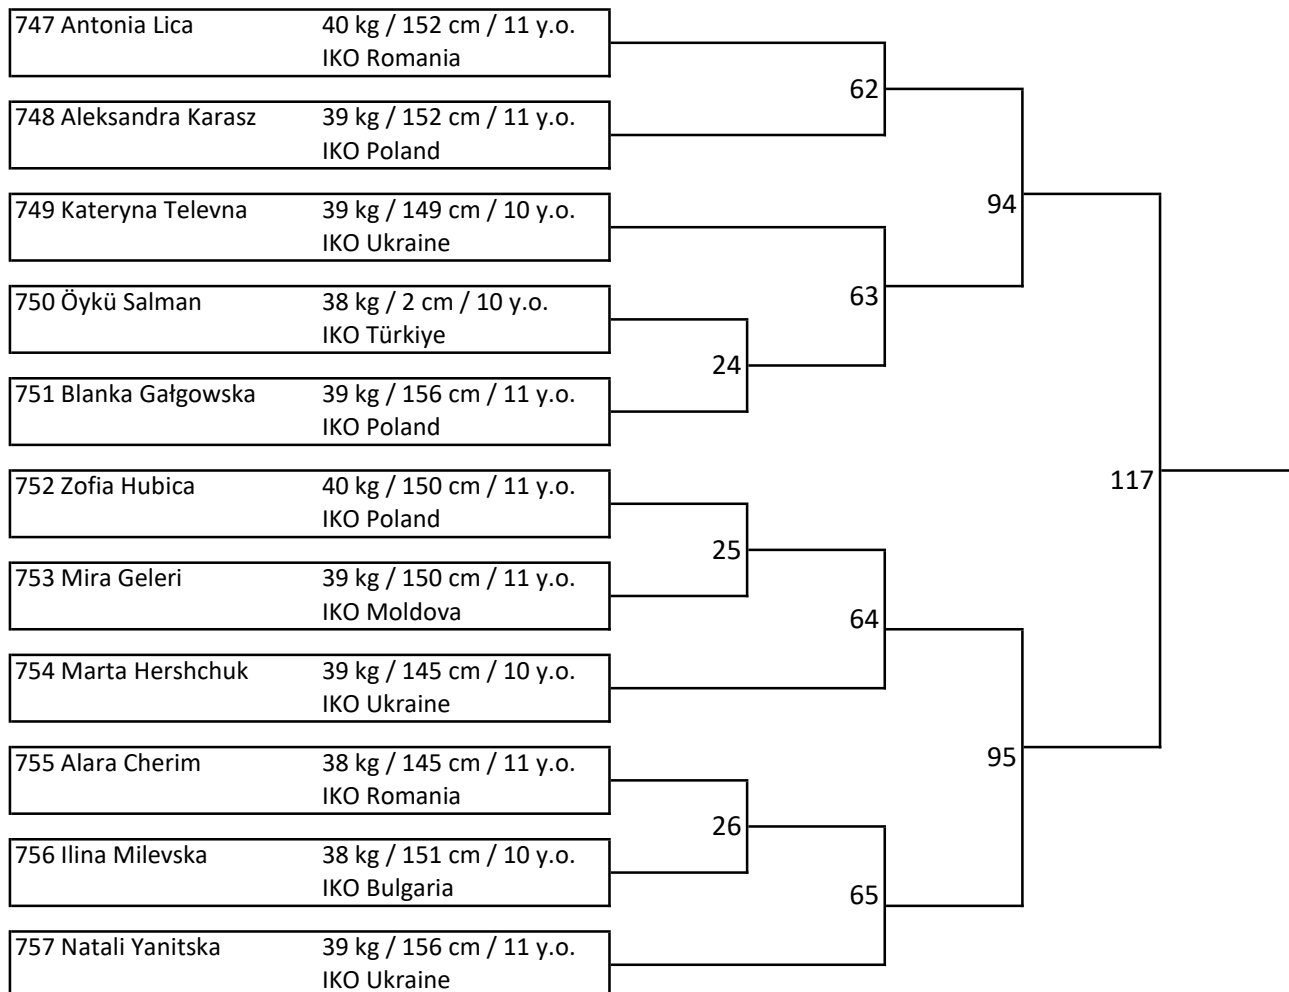 747 Antonia Lica 40 kg / 152 cm / 11 y.o.
IKO Romania
62
748 Aleksandra Karasz 39 kg / 152 cm / 11 y.o.
IKO Poland
749 Kateryna Televna 39 kg / 149 cm / 10 y.o.
94
IKO Ukraine
750 Öykü Salman 38 kg / 2 cm / 10 y.o.
63
IKO Türkiye
24
751 Blanka Gałgowska 39 kg / 156 cm / 11 y.o.
IKO Poland
752 Zofia Hubica 40 kg / 150 cm / 11 y.o.
117
IKO Poland
25
753 Mira Geleri 39 kg / 150 cm / 11 y.o.
IKO Moldova
64
754 Marta Hershchuk 39 kg / 145 cm / 10 y.o.
IKO Ukraine
755 Alara Cherim 38 kg / 145 cm / 11 y.o.
95
IKO Romania
26
756 Ilina Milevska 38 kg / 151 cm / 10 y.o.
IKO Bulgaria
65
757 Natali Yanitska 39 kg / 156 cm / 11 y.o.
IKO Ukraine